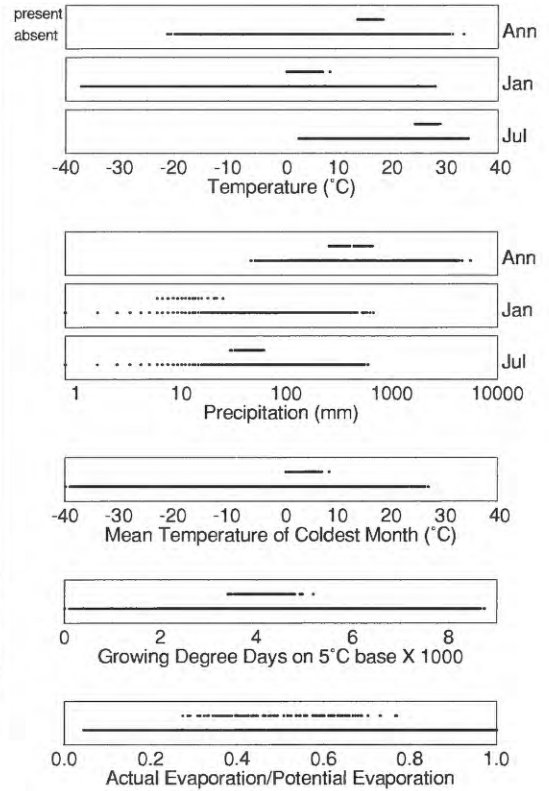 present
absent
Ann
Jan
Jul
-40 -30 -20 -10 0 10 20 30 40
Temperature (°C)
Ann
Jan
Jul
1 10 100 1000 10000
Precipitation (mm)
-40 -30 -20 -10 0 10 20 30 40
Mean Temperature of Coldest Month (°C)
0 2 4 6 8
Growing Degree Days on 5°C base X 1000
0.0 0.2 0.4 0.6 0.8 1.0
Actual Evaporation/Potential Evaporation